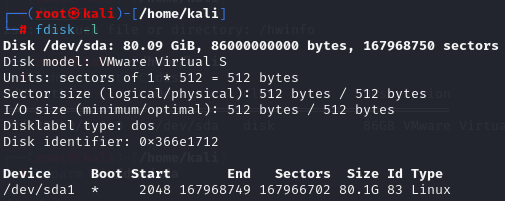 ┌──(root㉿kali)-[/home/kali]
└─# fdisk -l
Disk /dev/sda: 80.09 GiB, 86000000000 bytes, 167968750 sectors
Disk model: VMware Virtual S
Units: sectors of 1 * 512 = 512 bytes
Sector size (logical/physical): 512 bytes / 512 bytes
I/O size (minimum/optimal): 512 bytes / 512 bytes
Disklabel type: dos
Disk identifier: 0×366e1712
Device Boot Start End Sectors Size Id Type
/dev/sda1 * 2048 167968749 167966702 80.1G 83 Linux